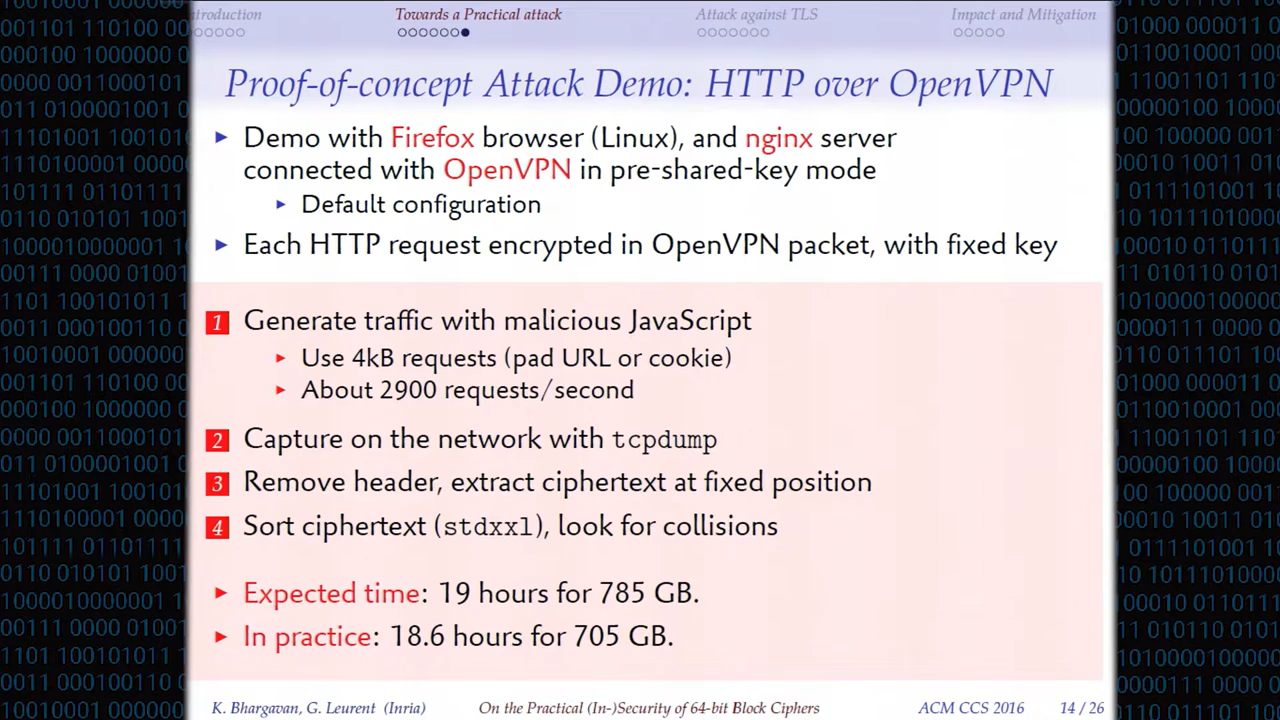 ntroduction
Towards a Practical attack
Attack against TLS
Impact and Mitigation
Proof-of-concept Attack Demo: HTTP over OpenVPN
Demo with Firefox browser (Linux), and nginx server
connected with OpenVPN in pre-shared-key mode
Default configuration
Each HTTP request encrypted in OpenVPN packet, with fixed key
1 Generate traffic with malicious JavaScript
Use 4kB requests (pad URL or cookie)
About 2900 requests/second
2 Capture on the network with tcpdump
3 Remove header, extract ciphertext at fixed position
4 Sort ciphertext (stdxxl), look for collisions
Expected time: 19 hours for 785 GB.
In practice: 18.6 hours for 705 GB.
K. Bhargavan, G. Leurent (Inria)
On the Practical (In-)Security of 64-bit Block Ciphers
ACM CCS 2016
14 / 26